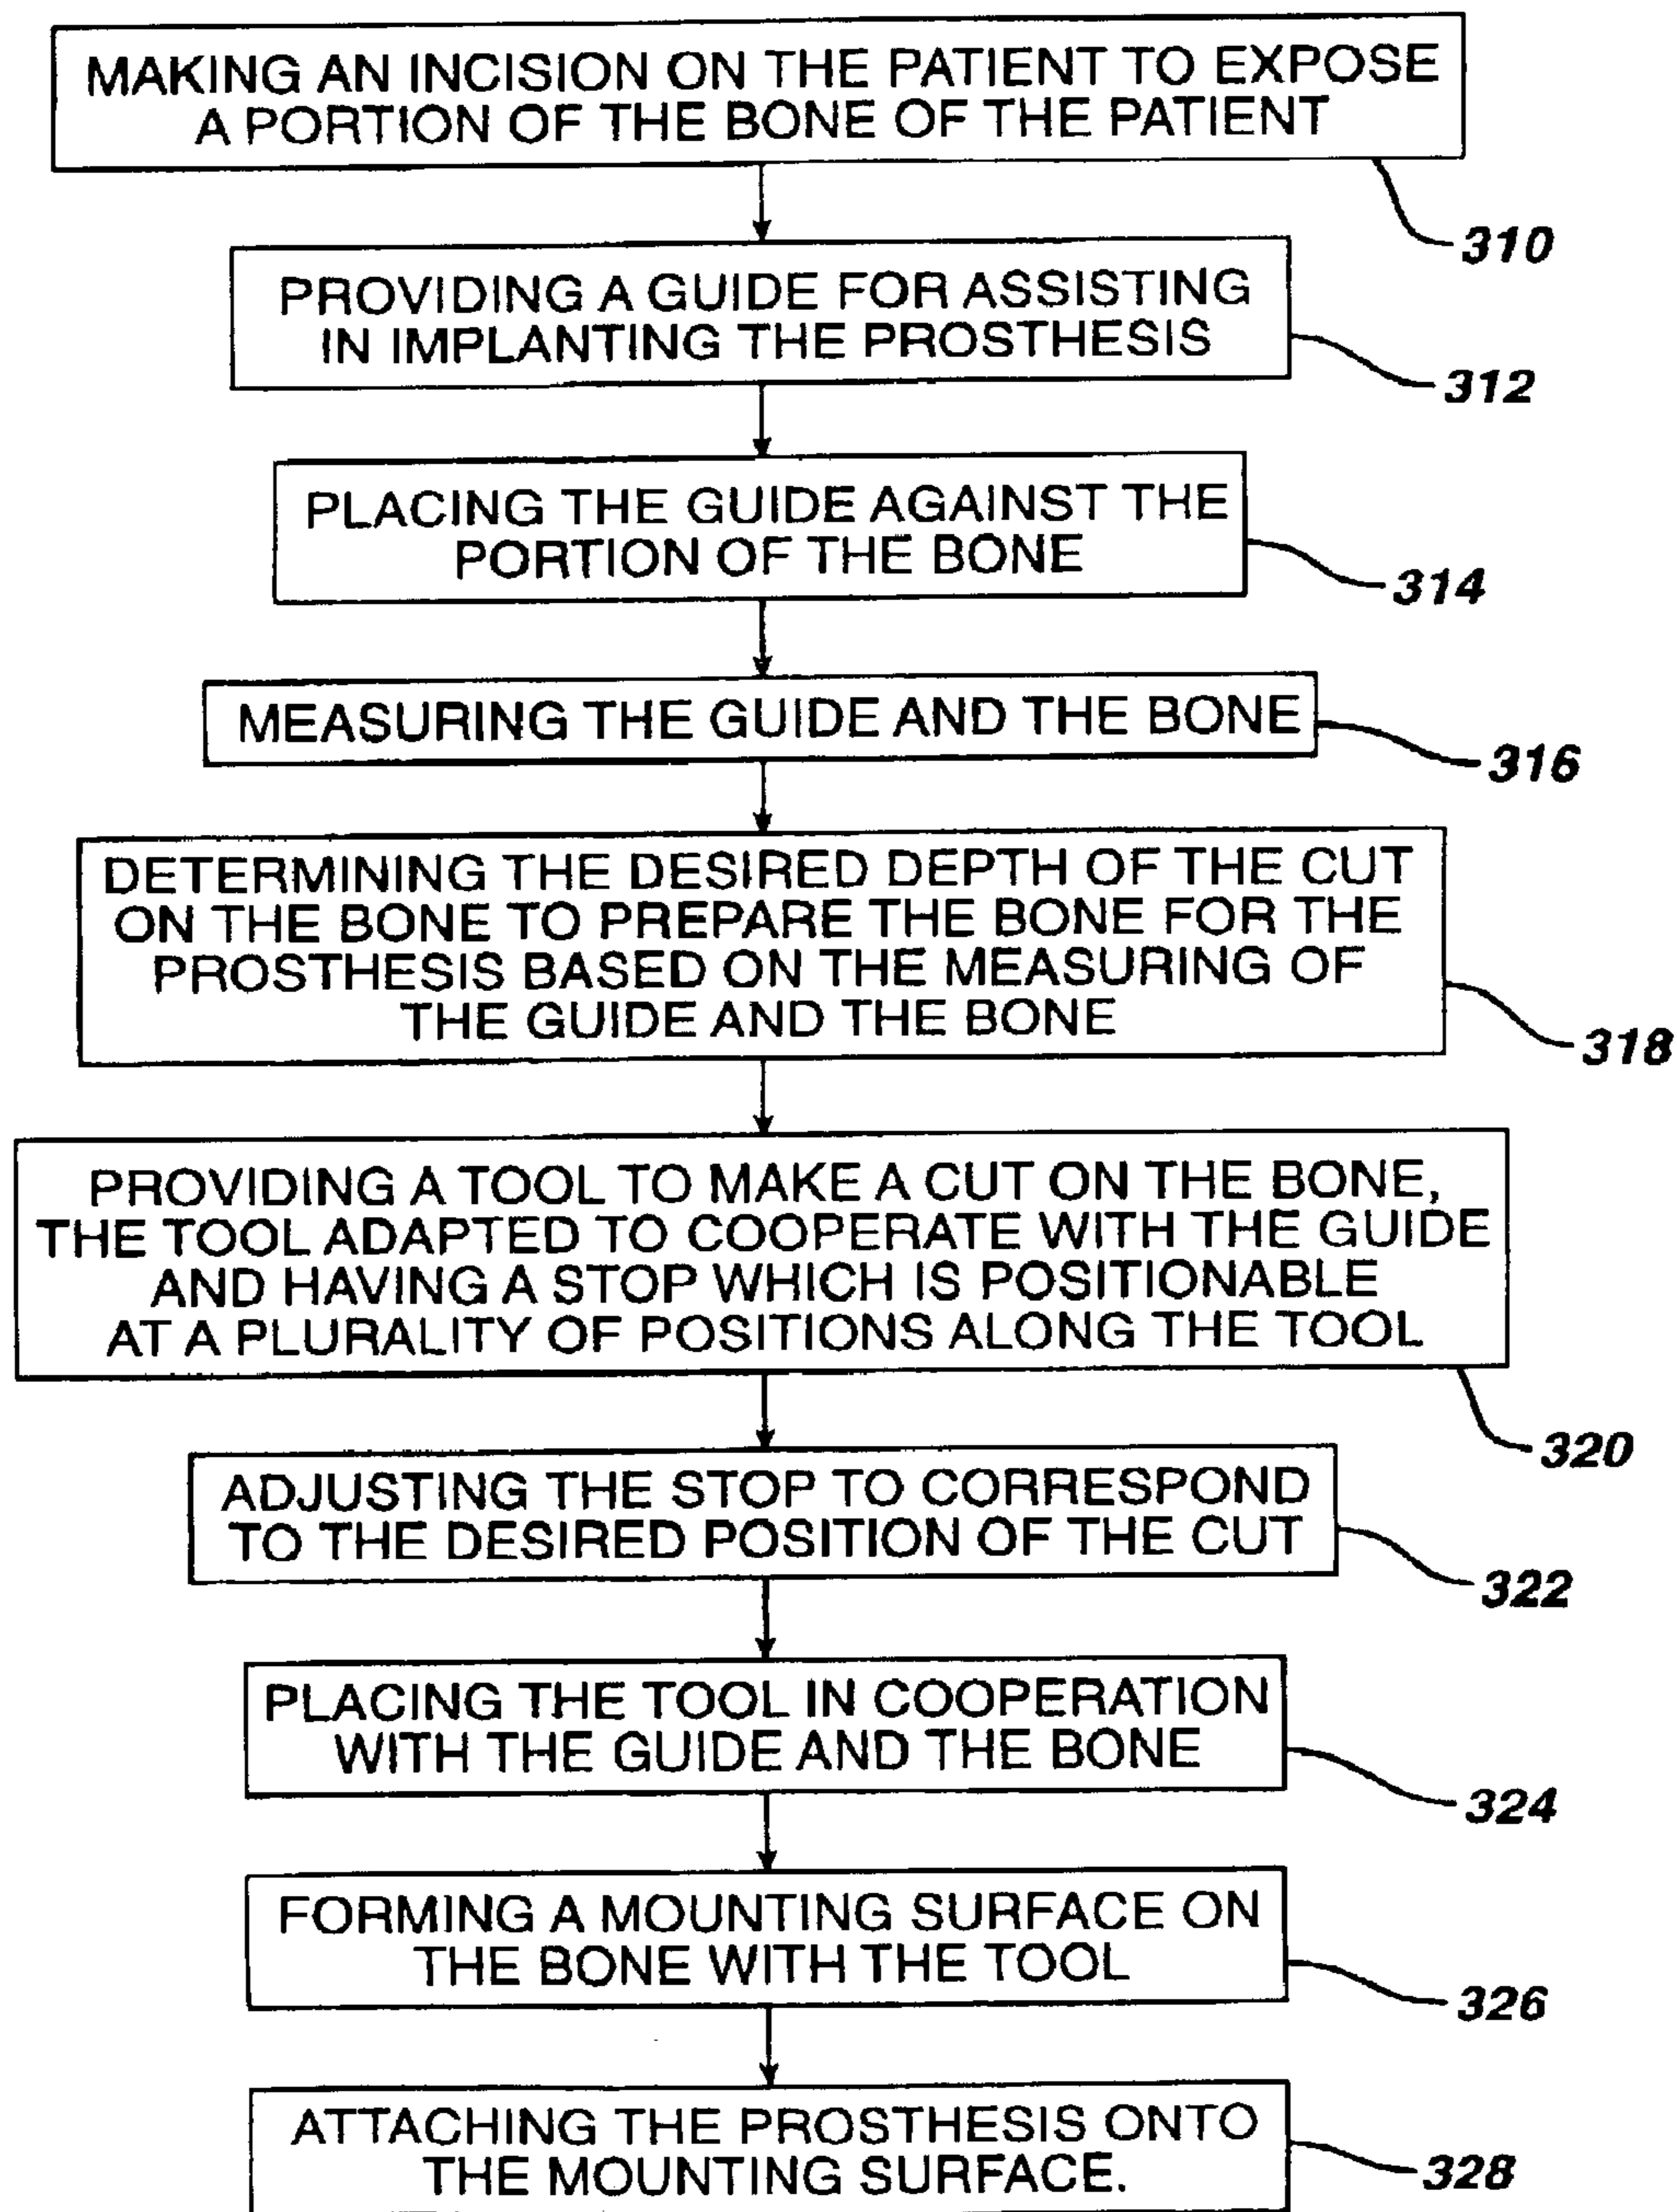 MAKING AN INCISION ON THE PATIENT TO EXPOSE
A PORTION OF THE BONE OF THE PATIENT
310
PROVIDING A GUIDE FOR ASSISTING
IN IMPLANTING THE PROSTHESIS
312
PLACING THE GUIDE AGAINST THE
PORTION OF THE BONE
314
MEASURING THE GUIDE AND THE BONE
316
DETERMINING THE DESIRED DEPTH OF THE CUT
ON THE BONE TO PREPARE THE BONE FOR THE
PROSTHESIS BASED ON THE MEASURING OF
THE GUIDE AND THE BONE
318
PROVIDING A TOOL TO MAKE A CUT ON THE BONE,
THE TOOL ADAPTED TO COOPERATE WITH THE GUIDE
AND HAVING A STOP WHICH IS POSITIONABLE
AT A PLURALITY OF POSITIONS ALONG THE TOOL
320
ADJUSTING THE STOP TO CORRESPOND
TO THE DESIRED POSITION OF THE CUT
322
PLACING THE TOOL IN COOPERATION
WITH THE GUIDE AND THE BONE
324
FORMING A MOUNTING SURFACE ON
THE BONE WITH THE TOOL
326
ATTACHING THE PROSTHESIS ONTO
THE MOUNTING SURFACE.
328